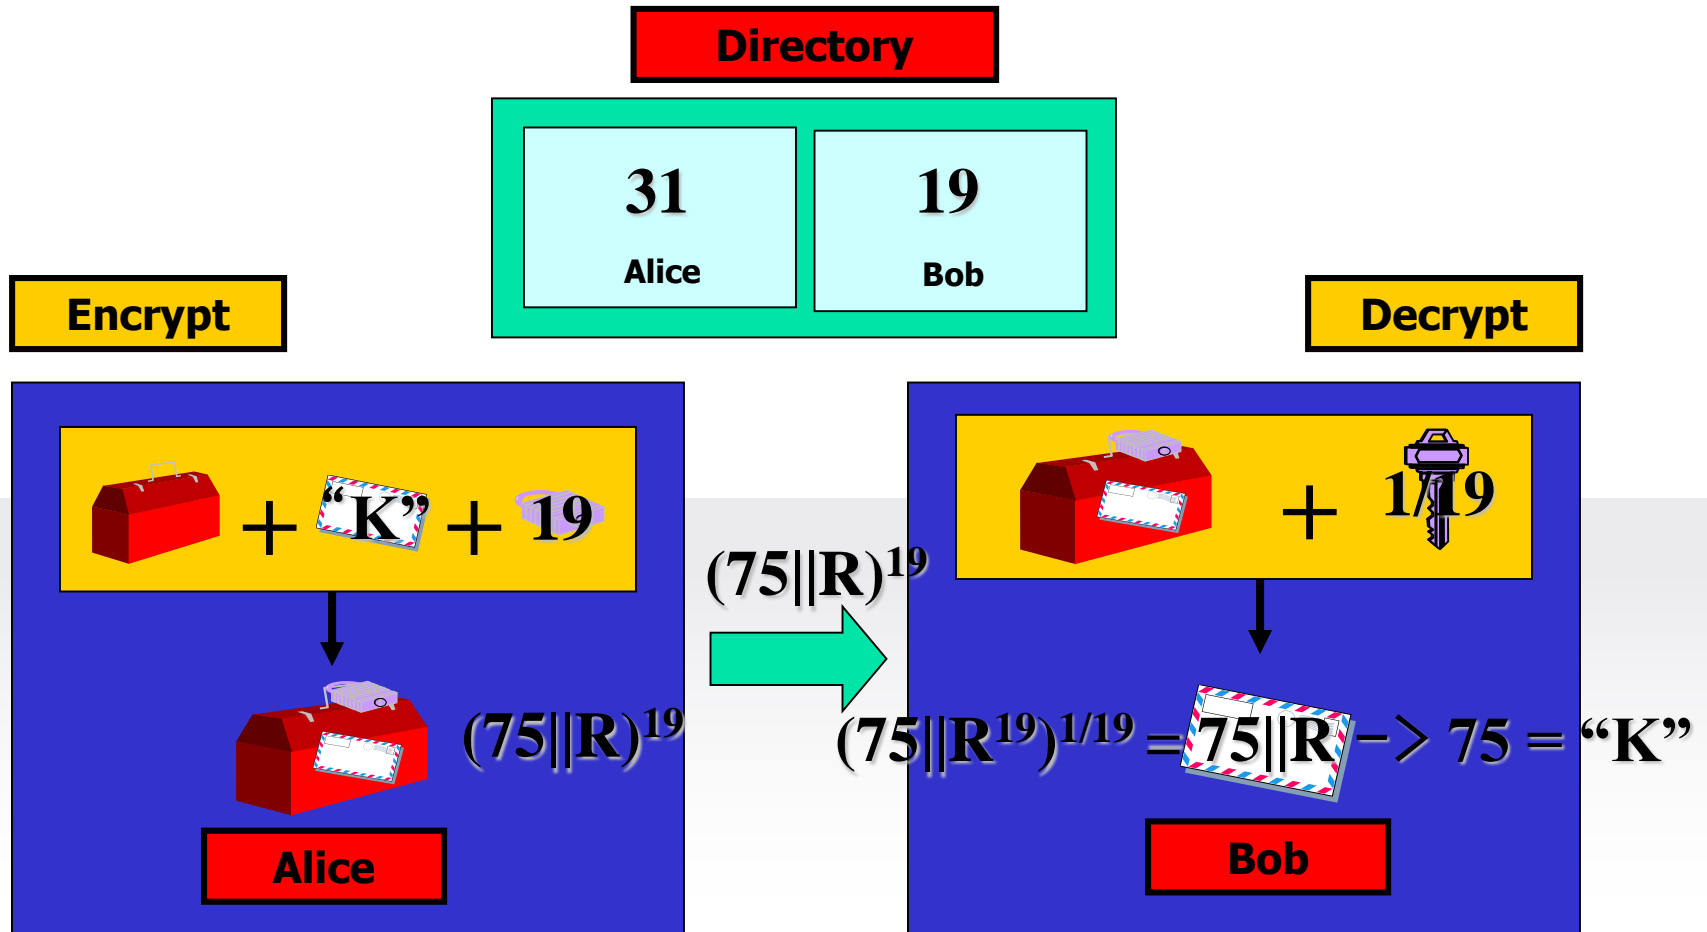 Directory
31
Alice
19
Bob
Encrypt
Decrypt
+ “K” + 19
+ 1/19
(75||R)¹⁹
(75||R)¹⁹
(75||R¹⁹)¹/¹⁹ = 75||R –> 75 = “K”
Alice
Bob